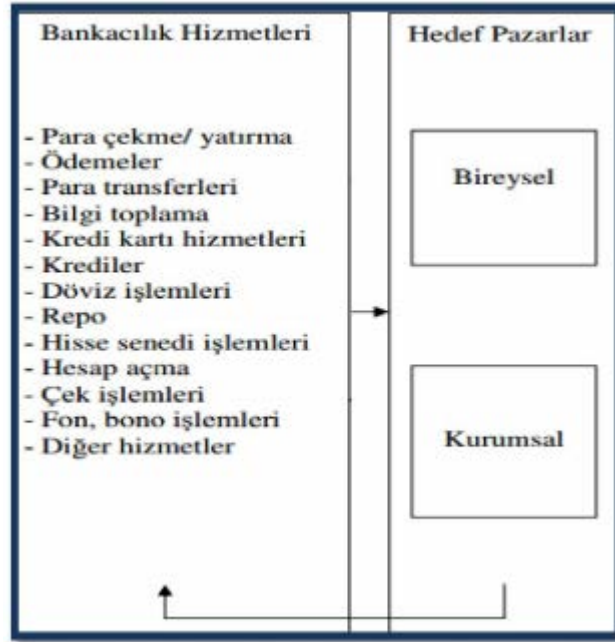 Bankacılık Hizmetleri
- Para çekme/ yatırma
- Ödemeler
- Para transferleri
- Bilgi toplama
- Kredi kartı hizmetleri
- Krediler
- Döviz işlemleri
- Repo
- Hisse senedi işlemleri
- Hesap açma
- Çek işlemleri
- Fon, bono işlemleri
- Diğer hizmetler
Hedef Pazarlar
Bireysel
Kurumsal